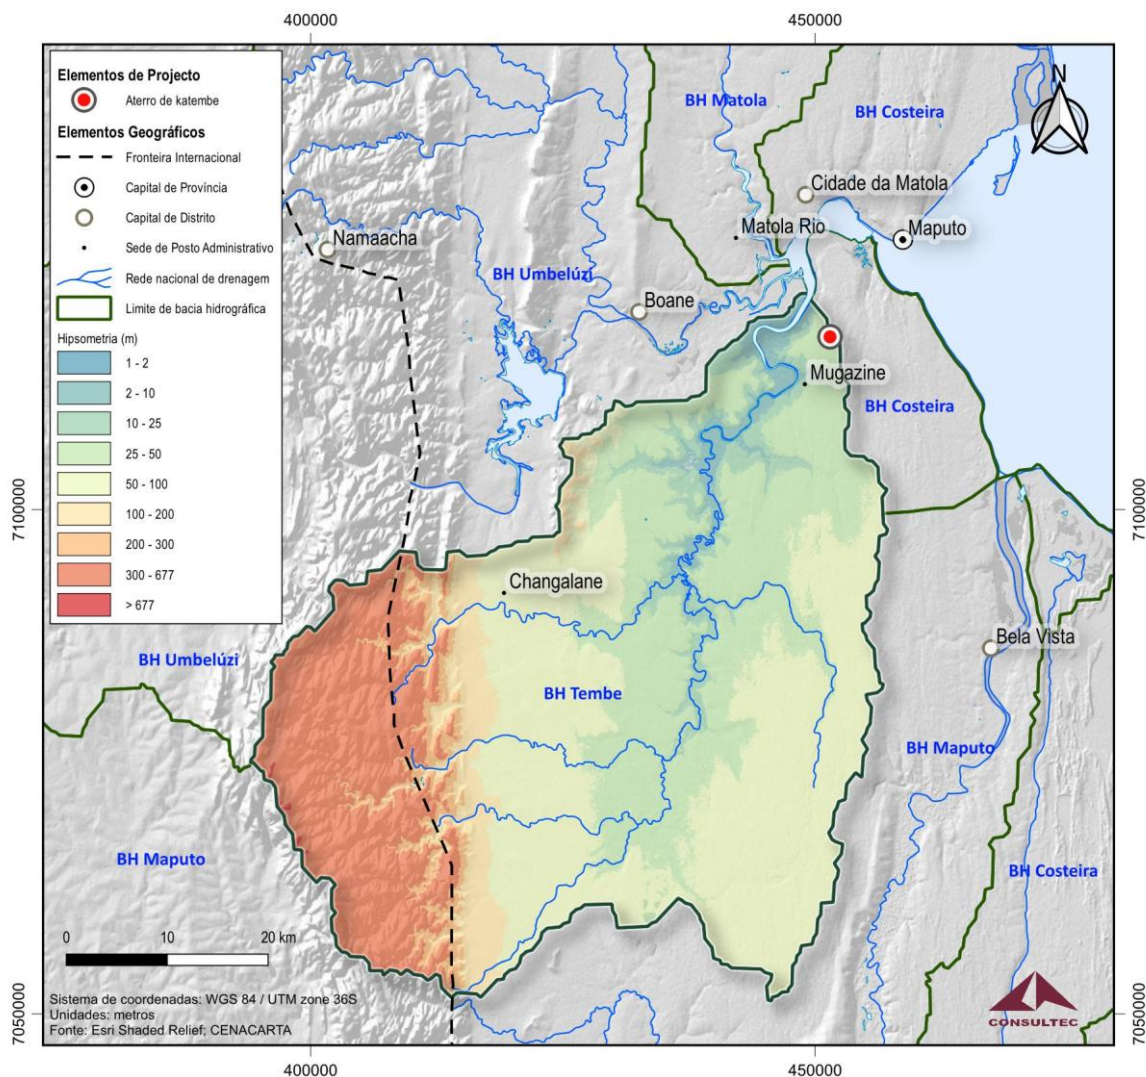 400000
450000
Elementos de Projecto
Aterro de katembe
Elementos Geográficos
Fronteira Internacional
Capital de Província
Capital de Distrito
Sede de Posto Administrativo
Rede nacional de drenagem
Limite de bacia hidrográfica
Hipsometria (m)
1 - 2
2 - 10
10 - 25
25 - 50
50 - 100
100 - 200
200 - 300
300 - 677
> 677
N
BH Matola
BH Costeira
Cidade da Matola
Matola Rio
Maputo
Namaacha
BH Umbelúzi
Boane
Mugazine
BH Costeira
7100000
7100000
Changalane
Bela Vista
BH Umbelúzi
BH Tembe
BH Maputo
BH Maputo
BH Costeira
0 10 20 km
Sistema de coordenadas: WGS 84 / UTM zone 36S
Unidades: metros
Fonte: Esri Shaded Relief; CENACARTA
CONSULTEC
7050000
7050000
400000
450000